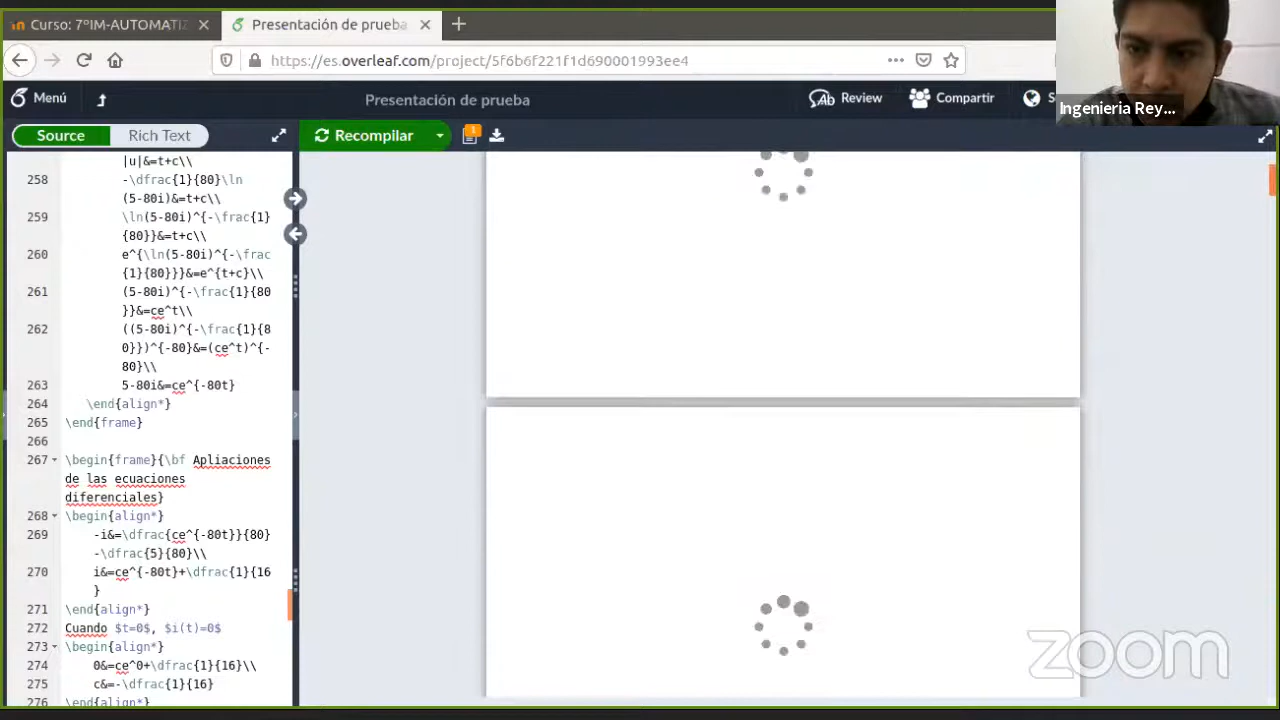 Curso: 7ºIM-AUTOMATIZ
Presentación de prueba
https://es.overleaf.com/project/5f6b6f221f1d690001993ee4
Menú
Presentación de prueba
Review
Compartir
S
Ingenieria Rey...
Source
Rich Text
Recompilar
1
|u|&=t+c\\
258 -\dfrac{1}{80}\ln
(5-80i)&=t+c\\
259 \ln(5-80i)^{-\frac{1}
{80}}&=t+c\\
260 e^{\ln(5-80i)^{-\frac
{1}{80}}}&=e^{t+c}\\
261 (5-80i)^{-\frac{1}{80
}}&=ce^t\\
262 ((5-80i)^{-\frac{1}{8
0}})^{-80}&=(ce^t)^{-
80}\\
263 5-80i&=ce^{-80t}
264 \end{align*}
265 \end{frame}
266
267 \begin{frame}{\bf Apliaciones
de las ecuaciones
diferenciales}
268 \begin{align*}
269 -i&=\dfrac{ce^{-80t}}{80}
-\dfrac{5}{80}\\
270 i&=ce^{-80t}+\dfrac{1}{16
}
271 \end{align*}
272 Cuando $t=0$, $i(t)=0$
273 \begin{align*}
274 0&=ce^0+\dfrac{1}{16}\\
275 c&=-\dfrac{1}{16}
276 \end{align*}
zoom